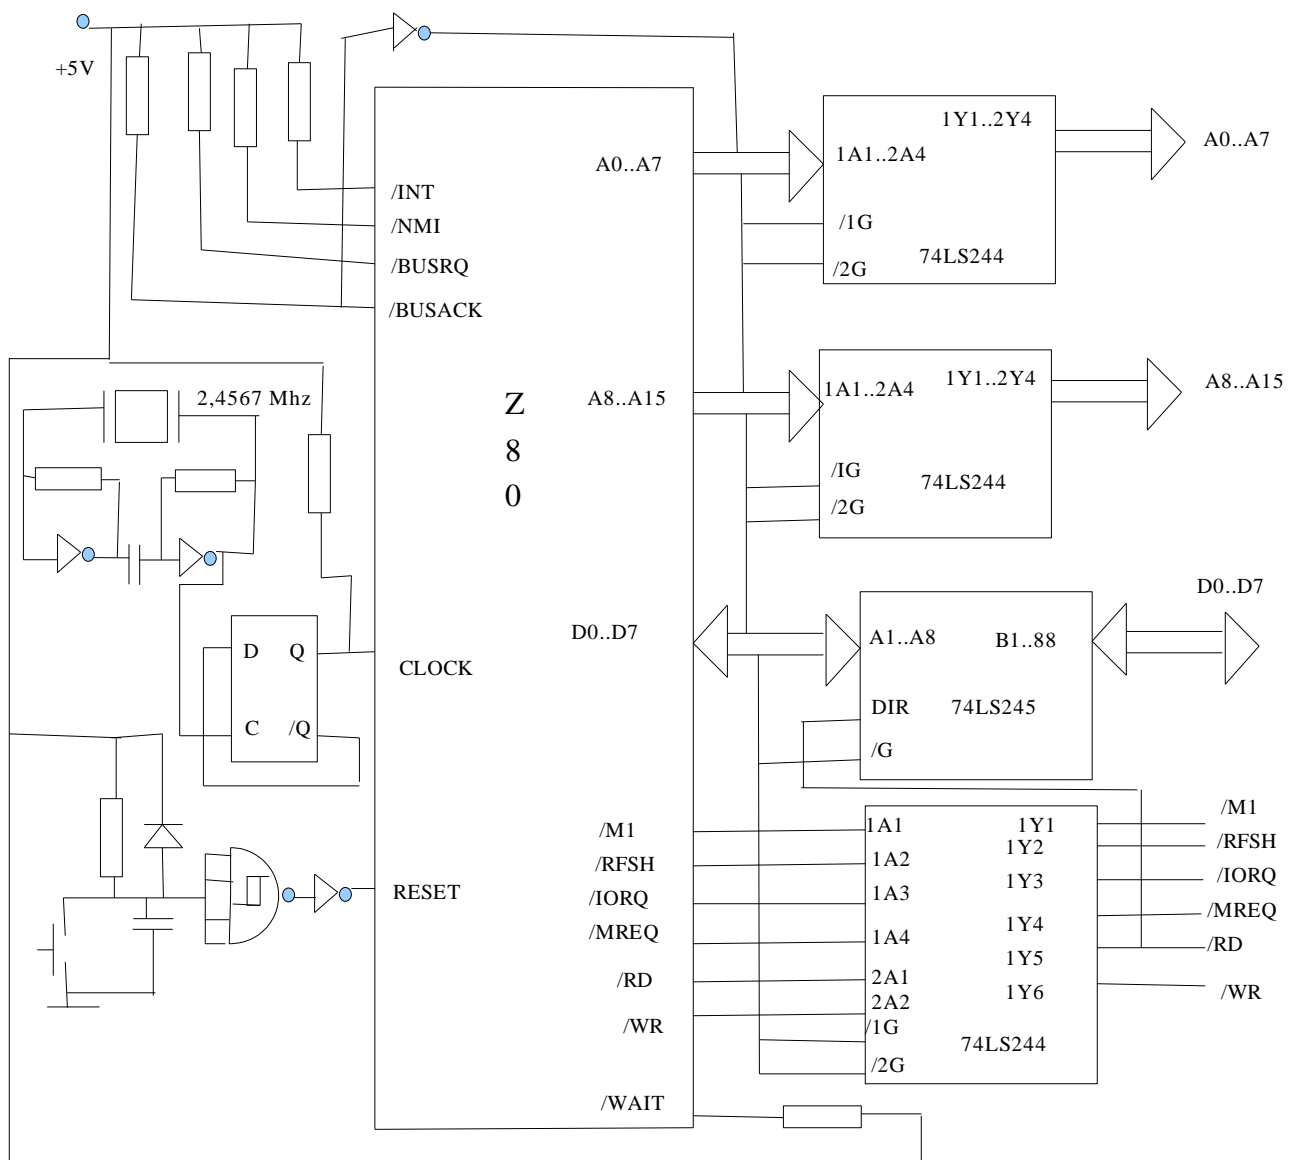 +5V
/INT
/NMI
/BUSRQ
/BUSACK
2,4567 Mhz
D Q
C /Q
CLOCK
RESET
Z
8
0
A0..A7
A8..A15
D0..D7
/M1
/RFSH
/IORQ
/MREQ
/RD
/WR
/WAIT
1Y1..2Y4
1A1..2A4
/1G
/2G
74LS244
A0..A7
1A1..2A4 1Y1..2Y4
/IG
/2G
74LS244
A8..A15
A1..A8 B1..88
DIR 74LS245
/G
D0..D7
1A1 1Y1
1Y2
1A2
1A3 1Y3
1Y4
1A4
1Y5
2A1
1Y6
2A2
/1G
74LS244
/2G
/M1
/RFSH
/IORQ
/MREQ
/RD
/WR